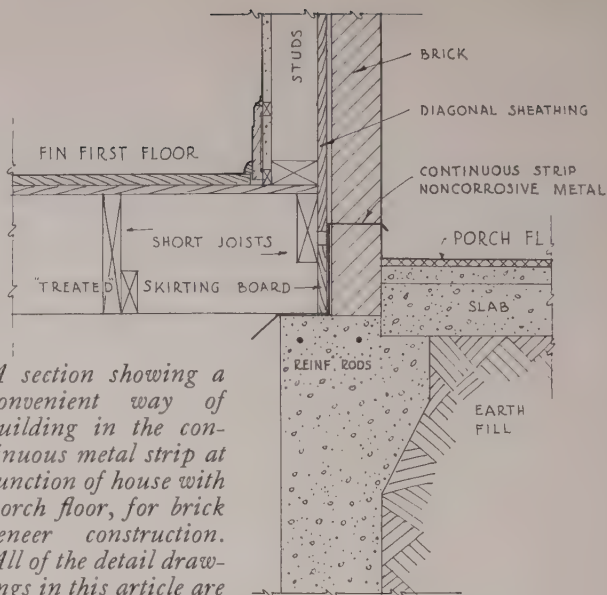 STUDS
BRICK
DIAGONAL SHEATHING
FIN FIRST FLOOR
CONTINUOUS STRIP
NONCORROSIVE METAL
SHORT JOISTS
PORCH FL
"TREATED" SKIRTING BOARD
SLAB
REINF. RODS
EARTH
FILL
A section showing a
onvenient way of
uilding in the con-
inuous metal strip at
unction of house with
orch floor, for brick
eneer construction.
All of the detail draw-
ngs in this article are